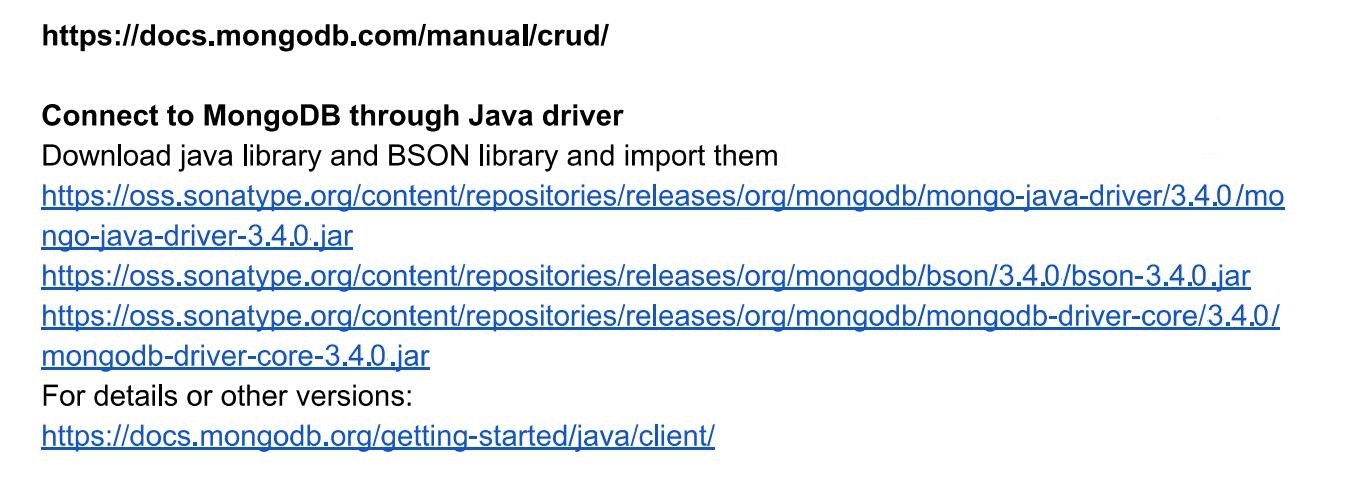 https://docs.mongodb.com/manual/crud/
Connect to MongoDB through Java driver
Download java library and BSON library and import them
https://oss.sonatype.org/content/repositories/releases/org/mongodb/mongo-java-driver/3.4.0/mo
ngo-java-driver-3.4.0.jar
https://oss.sonatype.org/content/repositories/releases/org/mongodb/bson/3.4.0/bson-3.4.0.jar
https://oss.sonatype.org/content/repositories/releases/org/mongodb/mongodb-driver-core/3.4.0/
mongodb-driver-core-3.4.0.jar
For details or other versions:
https://docs.mongodb.org/getting-started/java/client/